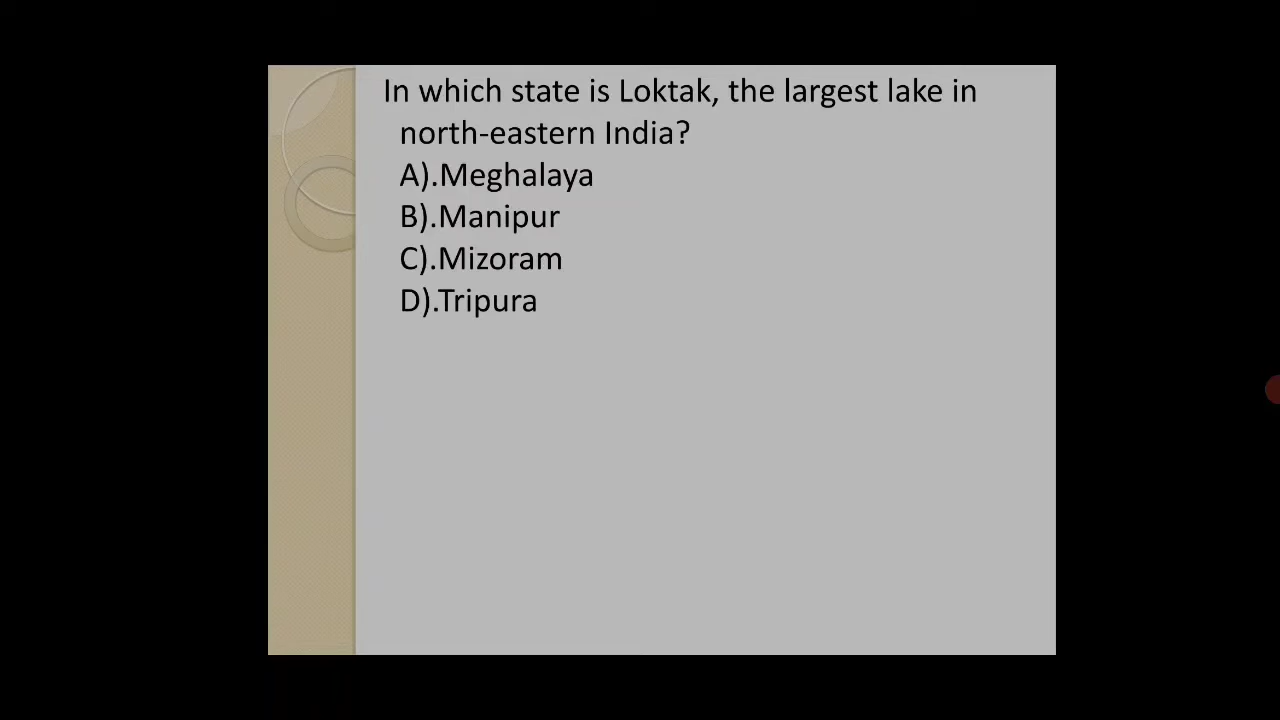 In which state is Loktak, the largest lake in
north-eastern India?
A).Meghalaya
B).Manipur
C).Mizoram
D).Tripura